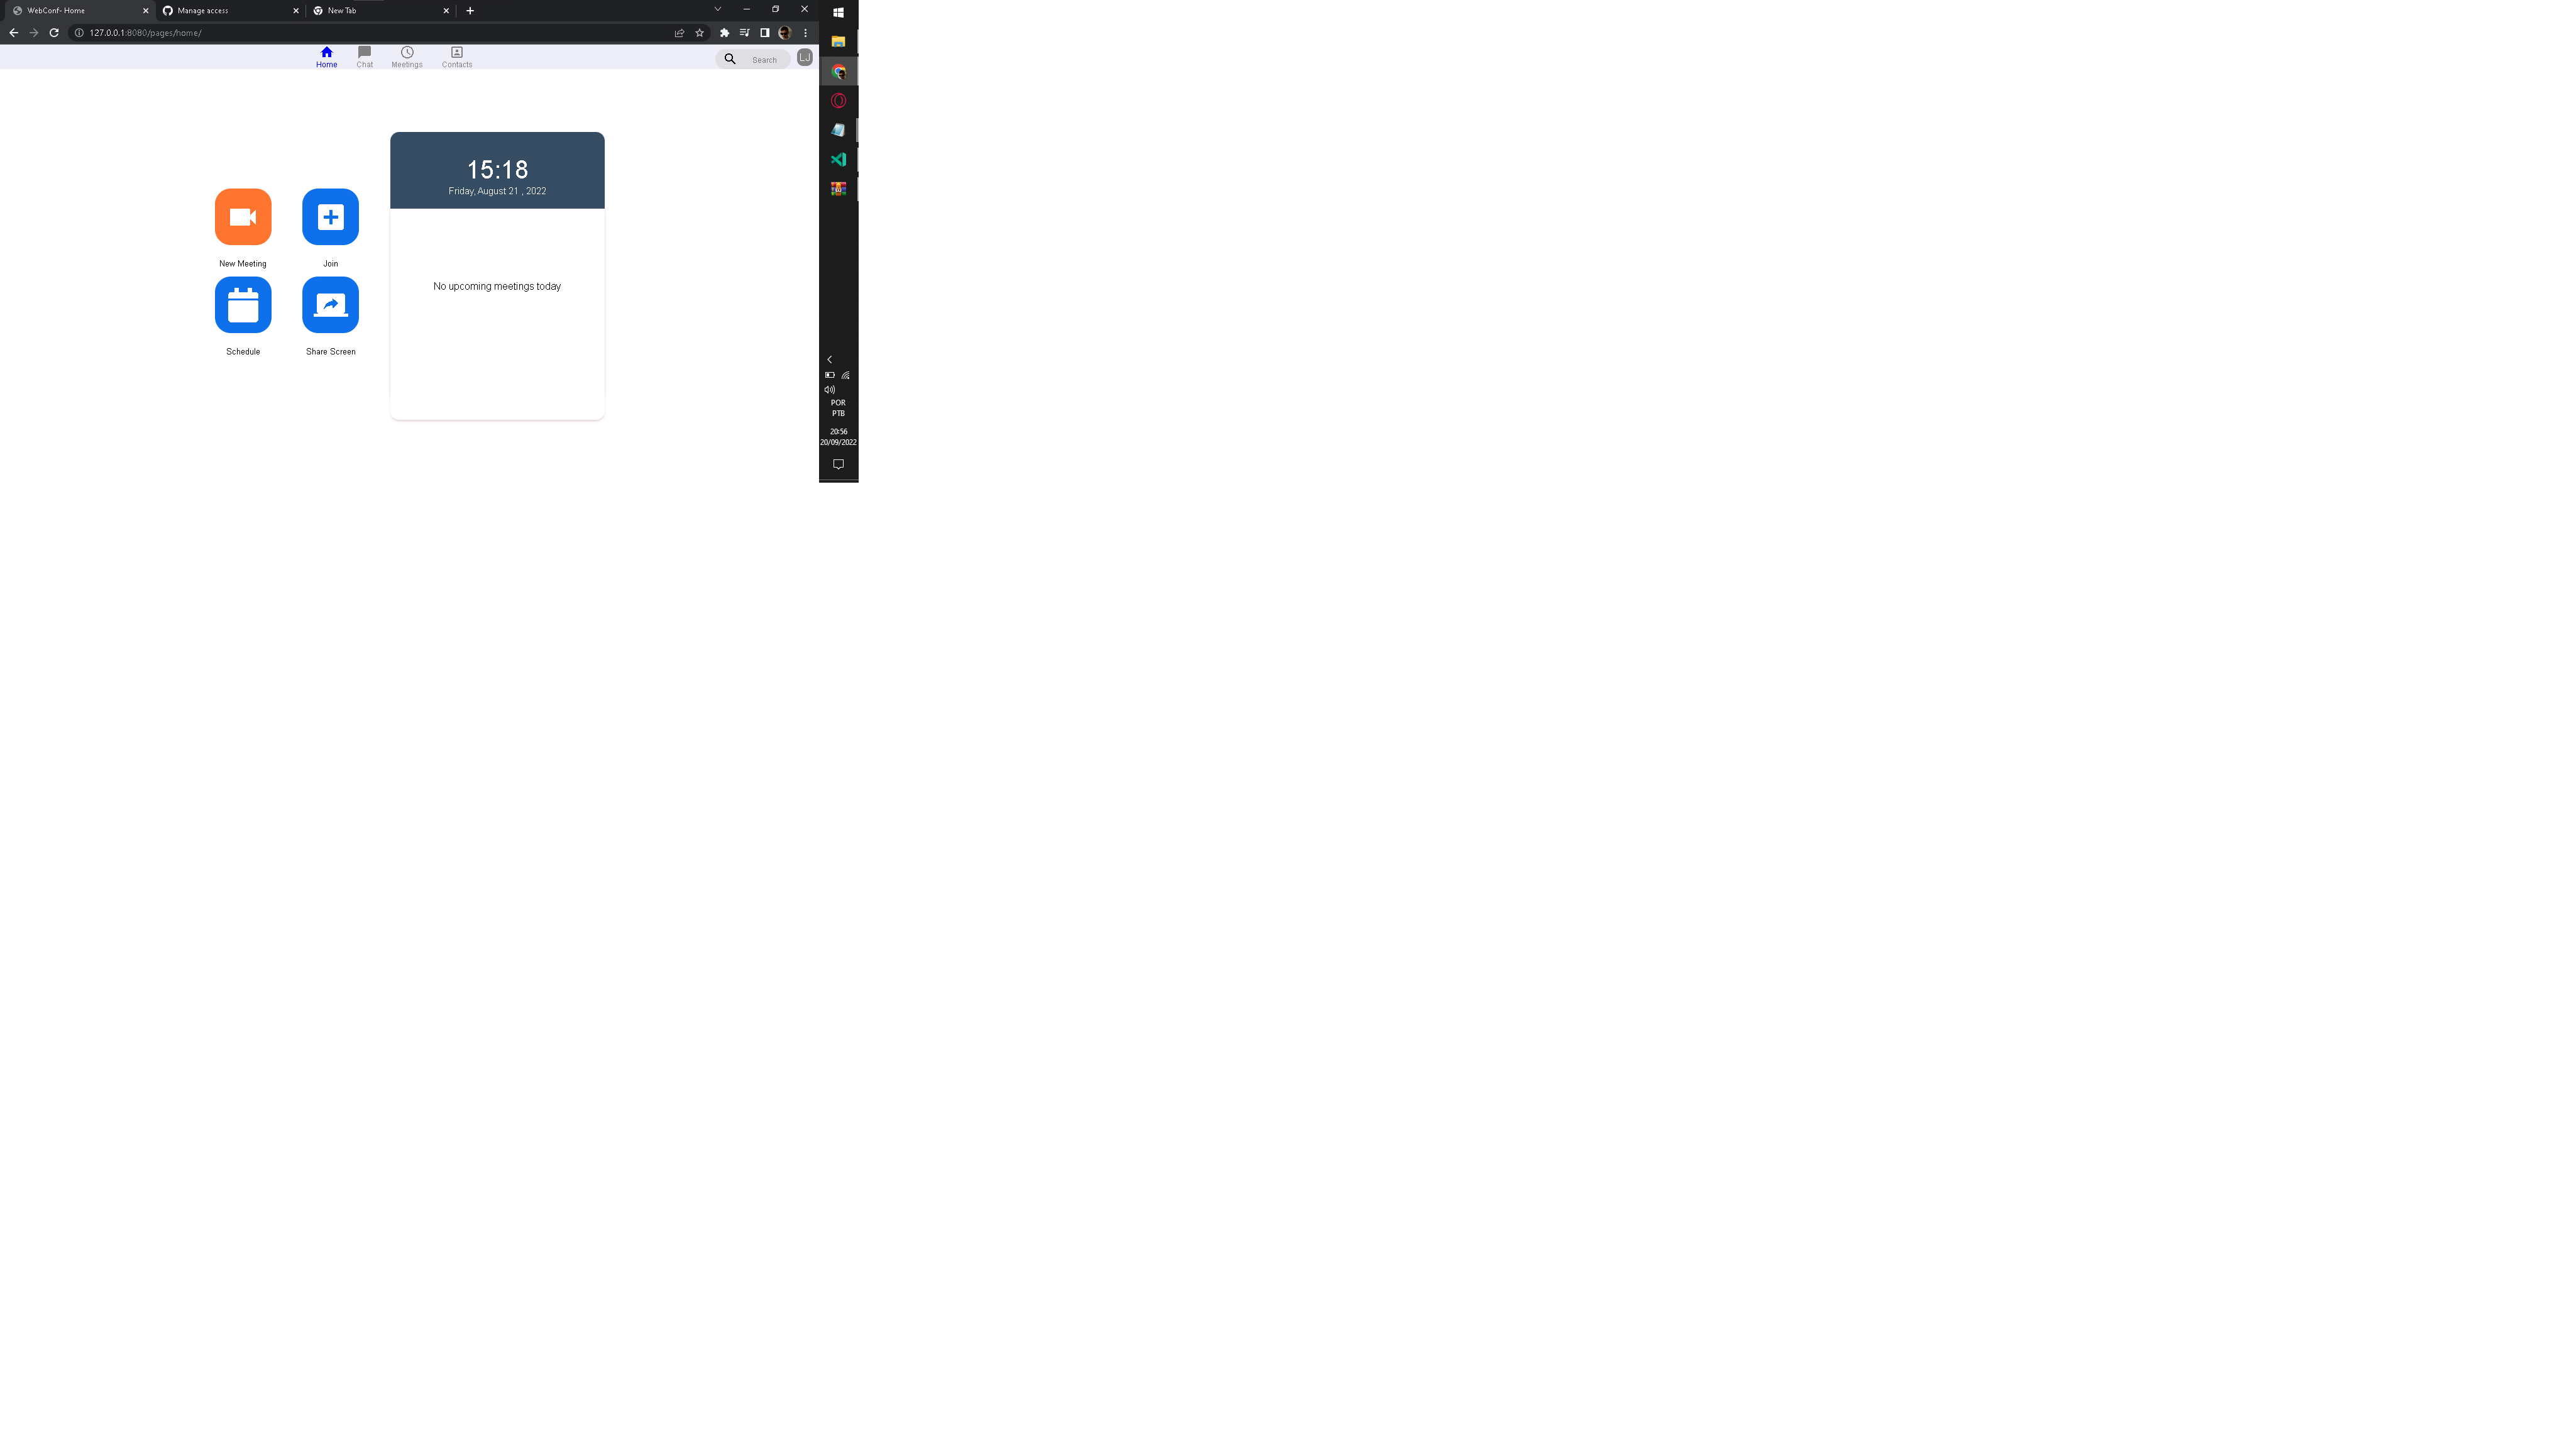 WebConf- Home
Manage access
New Tab
127.0.0.1:8080/pages/home/
Home
Chat
Meetings
Contacts
Search
LJ
15:18
Friday, August 21 , 2022
New Meeting
Join
No upcoming meetings today
Schedule
Share Screen
POR
PTB
20:56
20/09/2022